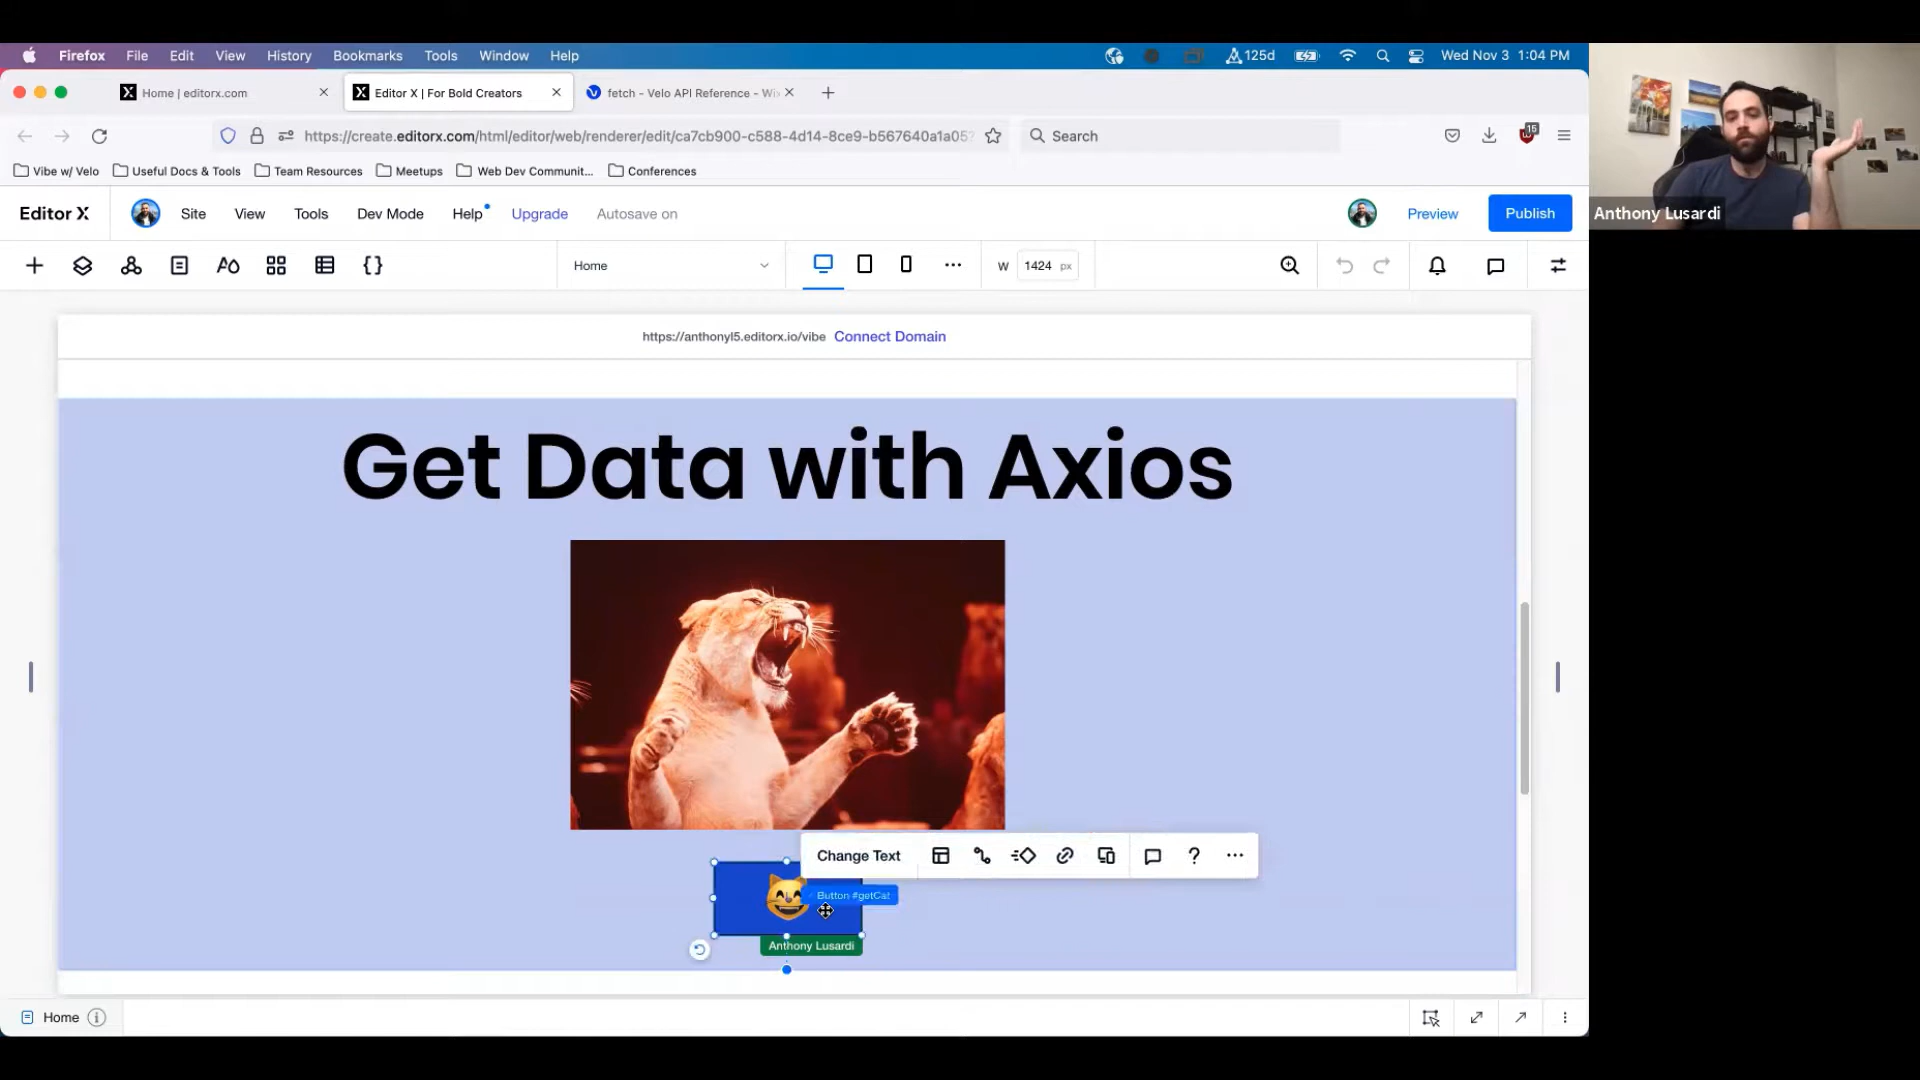 Firefox File Edit View History Bookmarks Tools Window Help 125d Wed Nov 3 1:04 PM
Home | editorx.com
Editor X | For Bold Creators
fetch - Velo API Reference - Wix
https://create.editorx.com/html/editor/web/renderer/edit/ca7cb900-c588-4d14-8ce9-b567640a1a05?
Search
15
Vibe w/ Velo Useful Docs & Tools Team Resources Meetups Web Dev Communit... Conferences
Editor X Site View Tools Dev Mode Help Upgrade Autosave on Preview Publish
Anthony Lusardi
Home W 1424 px
https://anthonyl5.editorx.io/vibe Connect Domain
Get Data with Axios
Change Text
Button #getCat
Anthony Lusardi
Home